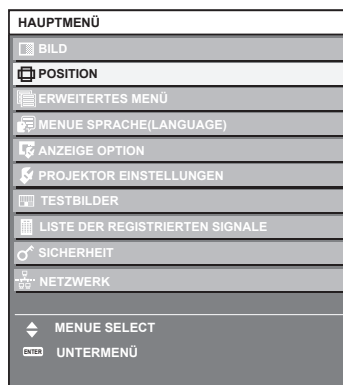 HAUPTMENÜ
BILD
POSITION
ERWEITERTES MENÜ
MENUE SPRACHE(LANGUAGE)
ANZEIGE OPTION
PROJEKTOR EINSTELLUNGEN
TESTBILDER
LISTE DER REGISTRIERTEN SIGNALE
SICHERHEIT
NETZWERK
MENUE SELECT
ENTER UNTERMENÜ